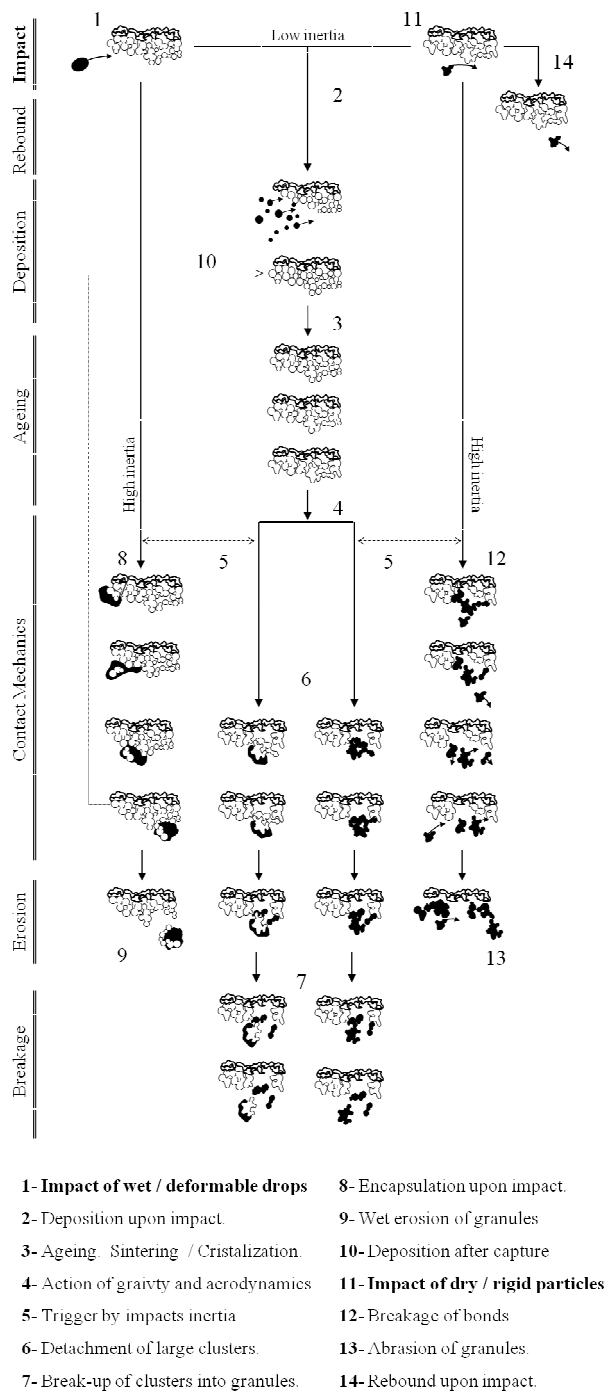 1
11
Low inertia
Impact
14
2
Rebound
Deposition
10
>
3
Ageing
High inertia
High inertia
4
8
5
5
12
Contact Mechanics
6
Erosion
9
13
7
Breakage
1- Impact of wet / deformable drops
2- Deposition upon impact.
3- Ageing. Sintering / Cristalization.
4- Action of graivty and aerodynamics
5- Trigger by impacts inertia
6- Detachment of large clusters.
7- Break-up of clusters into granules.
8- Encapsulation upon impact.
9- Wet erosion of granules
10- Deposition after capture
11- Impact of dry / rigid particles
12- Breakage of bonds
13- Abrasion of granules.
14- Rebound upon impact.